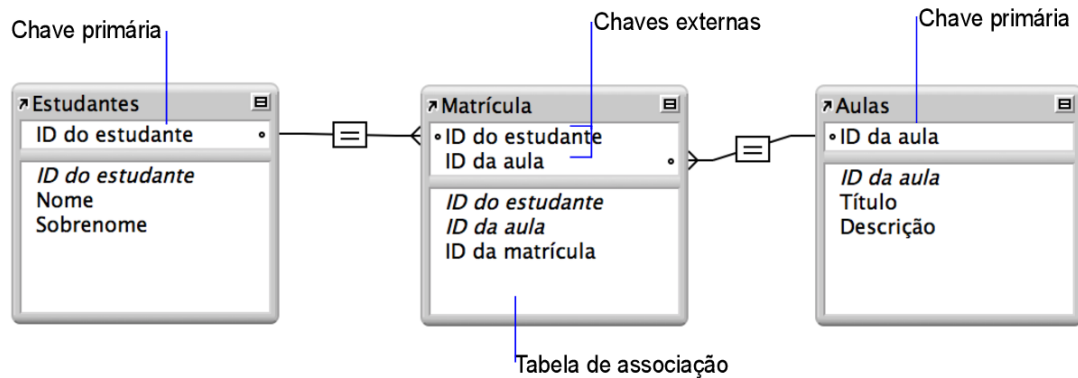 Chave primária
Chaves externas
Chave primária
Estudantes
ID do estudante
ID do estudante
Nome
Sobrenome
Matrícula
ID do estudante
ID da aula
ID do estudante
ID da aula
ID da matrícula
Aulas
ID da aula
ID da aula
Título
Descrição
Tabela de associação